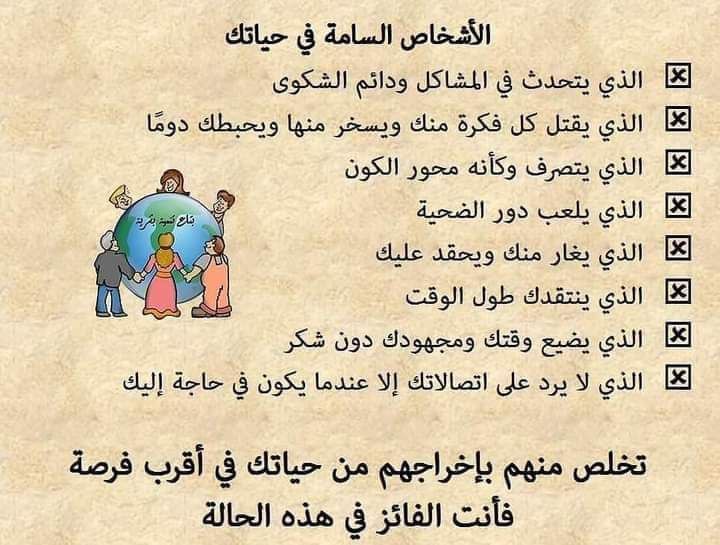 الأشخاص السامة في حياتك
الذي يتحدث في المشاكل ودائم الشكوى
الذي يقتل كل فكرة منك ويسخر منها ويحبطك دومًا
الذي يتصرف وكأنه محور الكون
الذي يلعب دور الضحية
الذي يغار منك ويحقد عليك
الذي ينتقدك طول الوقت
الذي يضيع وقتك ومجهودك دون شكر
الذي لا يرد على اتصالاتك إلا عندما يكون في حاجة إليك
بتاع تنمية بشرية
تخلص منهم بإخراجهم من حياتك في أقرب فرصة
فأنت الفائز في هذه الحالة